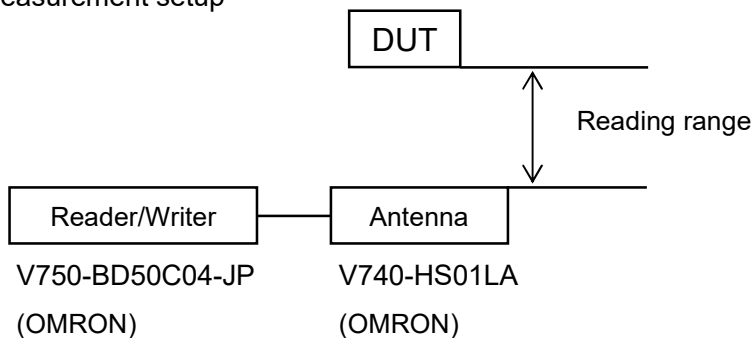 DUT
Reading range
Reader/Writer
Antenna
V750-BD50C04-JP
V740-HS01LA
(OMRON)
(OMRON)